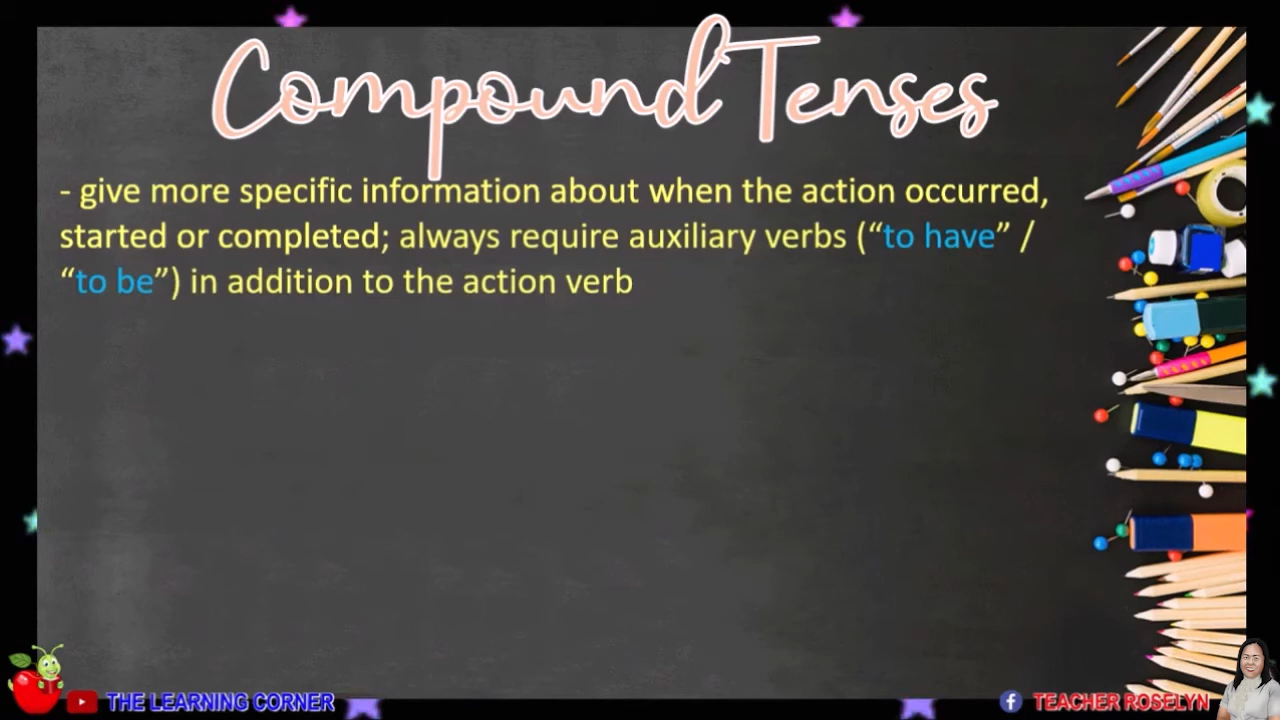 Compound Tenses
- give more specific information about when the action occurred,
started or completed; always require auxiliary verbs (“to have” /
“to be”) in addition to the action verb
THE LEARNING CORNER
TEACHER ROSELYN